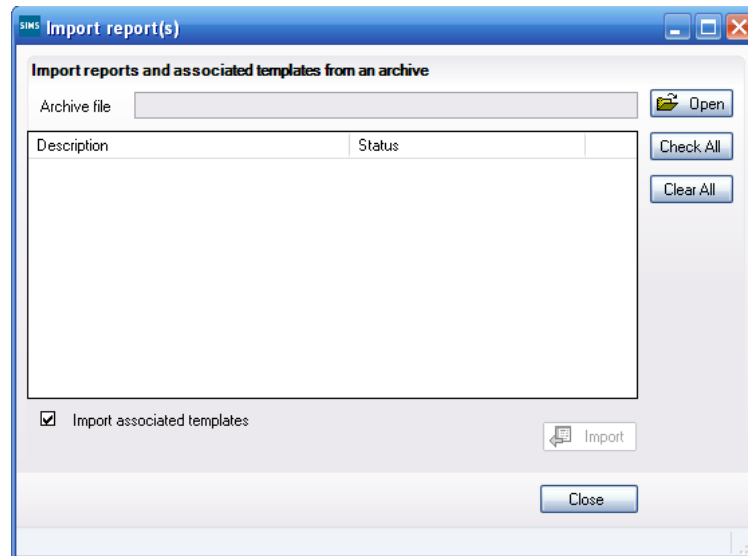 SIMS Import report(s)
Import reports and associated templates from an archive
Archive file
Open
Description Status
Check All
Clear All
Import associated templates
Import
Close